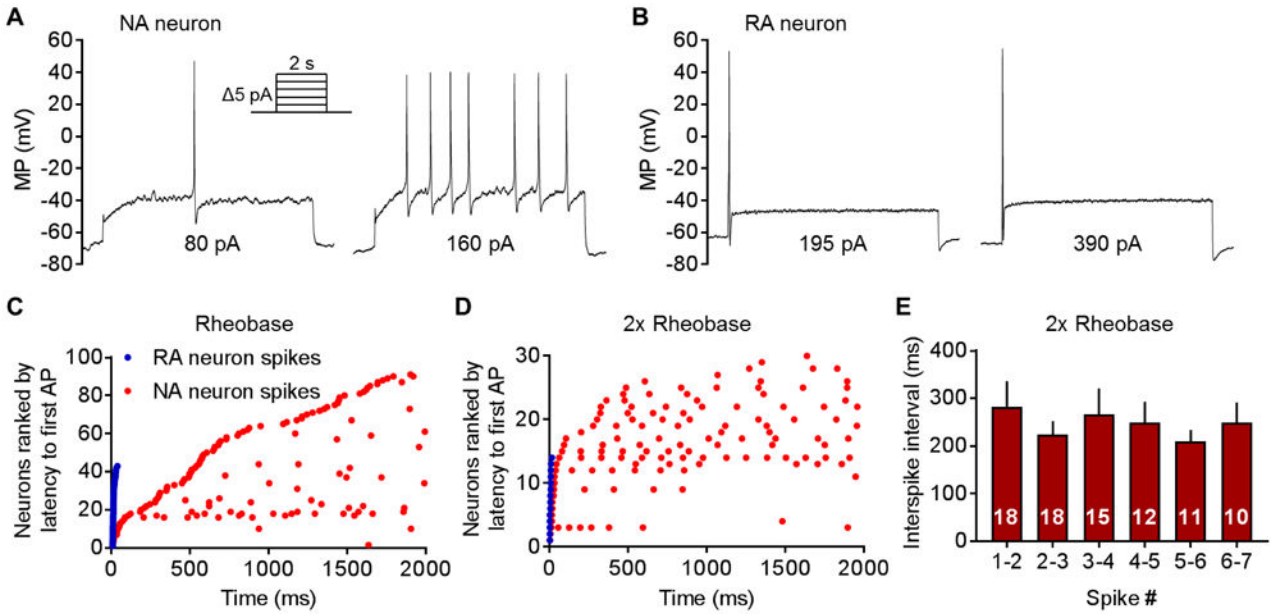 A
NA neuron
60
40
20
0
-20
-40
-60
-80
MP (mV)
2 s
Δ5 pA
80 pA
160 pA
B
RA neuron
60
40
20
0
-20
-40
-60
-80
MP (mV)
195 pA
390 pA
C
Rheobase
RA neuron spikes
NA neuron spikes
Neurons ranked by
latency to first AP
100
80
60
40
20
0
0
500
1000
1500
2000
Time (ms)
D
2x Rheobase
Neurons ranked by
latency to first AP
30
20
10
0
0
500
1000
1500
2000
Time (ms)
E
2x Rheobase
Interspike interval (ms)
400
300
200
100
0
18
18
15
12
11
10
1-2
2-3
3-4
4-5
5-6
6-7
Spike #